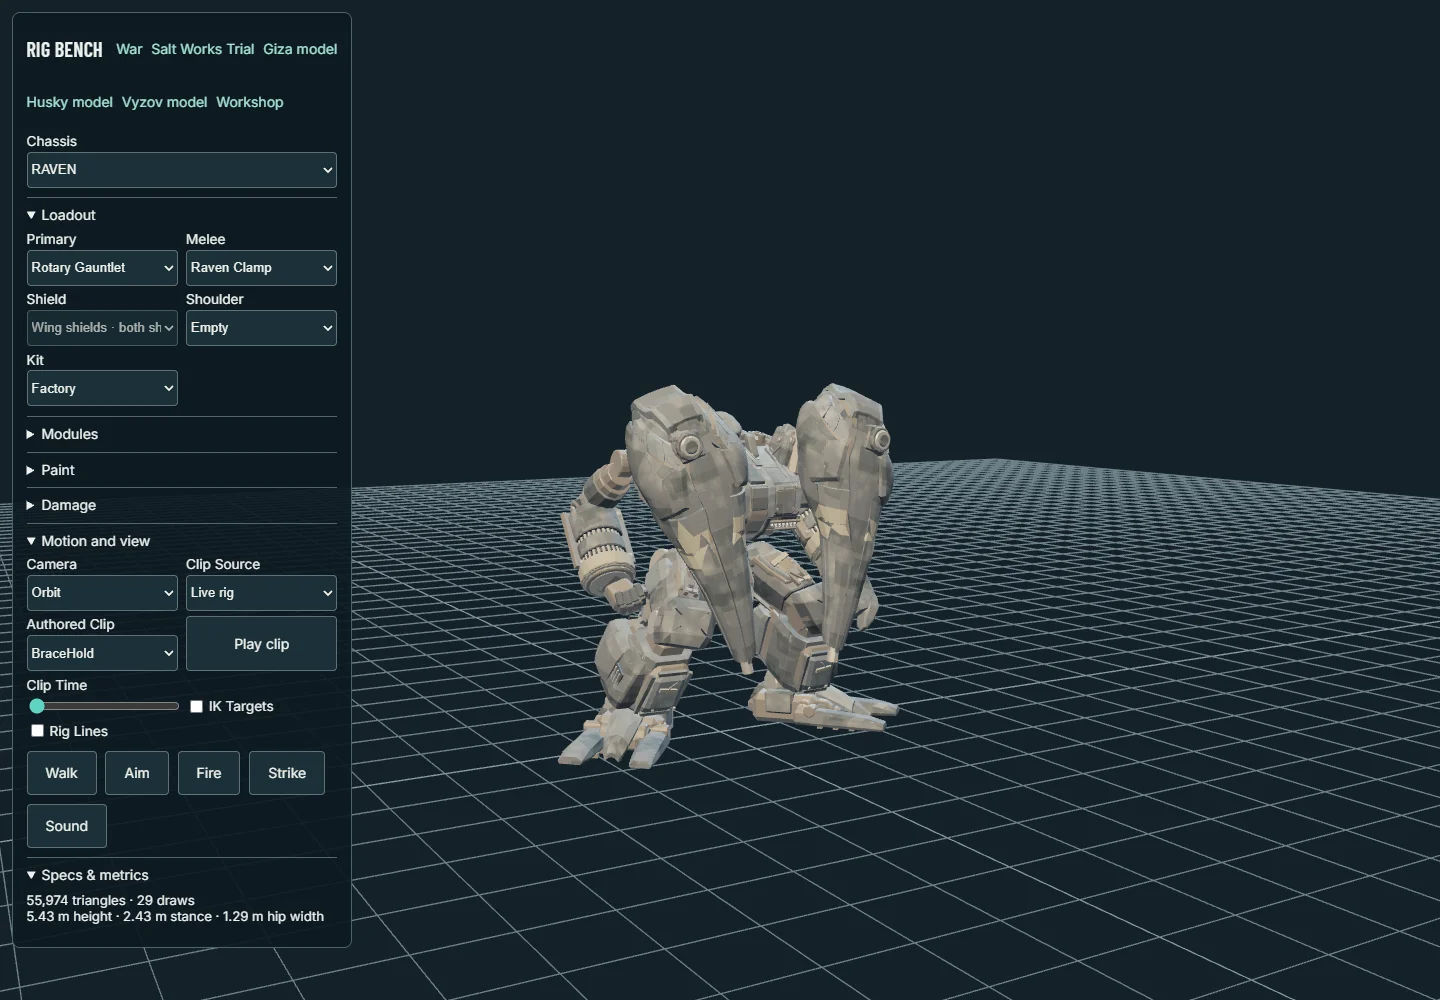 RIG BENCH War Salt Works Trial Giza model
Husky model Vyzov model Workshop
Chassis
RAVEN
Loadout
Primary Melee
Rotary Gauntlet Raven Clamp
Shield Shoulder
Wing shields · both sh Empty
Kit
Factory
Modules
Paint
Damage
Motion and view
Camera Clip Source
Orbit Live rig
Authored Clip
BraceHold Play clip
Clip Time
IK Targets
Rig Lines
Walk Aim Fire Strike
Sound
Specs & metrics
55,974 triangles · 29 draws
5.43 m height · 2.43 m stance · 1.29 m hip width